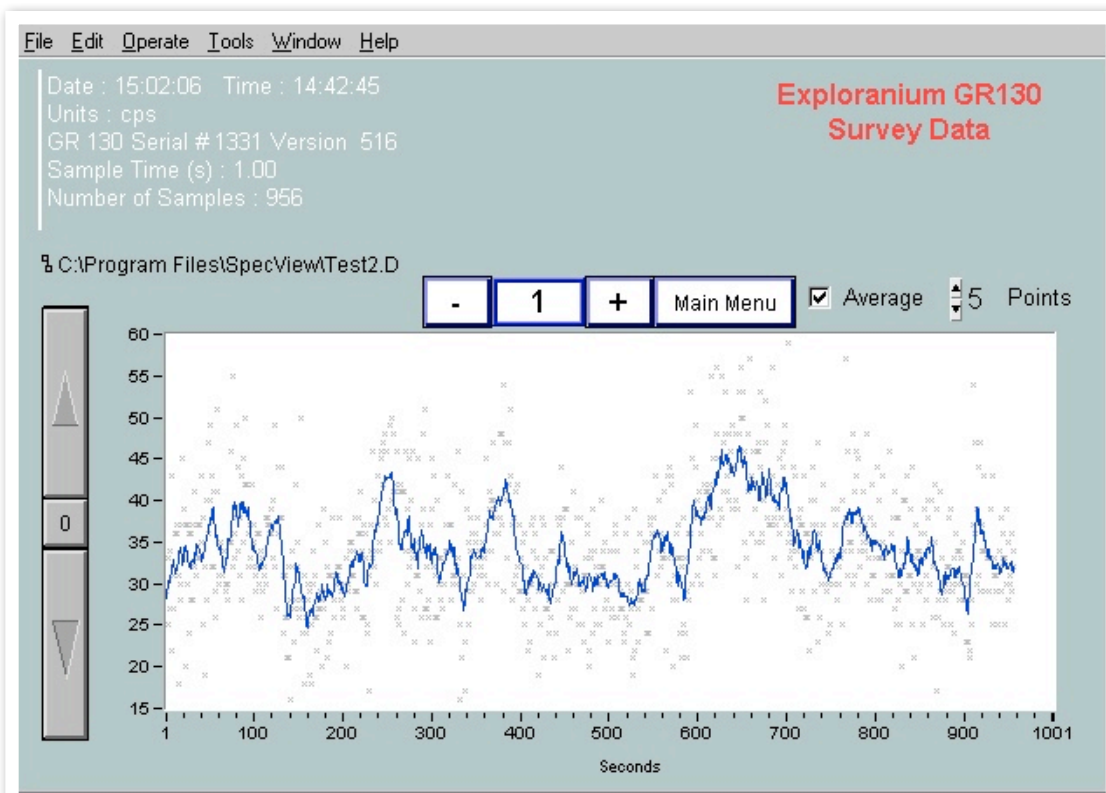 File Edit Operate Tools Window Help
Date : 15:02:06 Time : 14:42:45
Units : cps
GR 130 Serial # 1331 Version 516
Sample Time (s) : 1.00
Number of Samples : 956
Exploranium GR130
Survey Data
C:\Program Files\SpecView\Test2.D
- 1 + Main Menu Average 5 Points
0
60
55
50
45
40
35
30
25
20
15
1 100 200 300 400 500 600 700 800 900 1001
Seconds